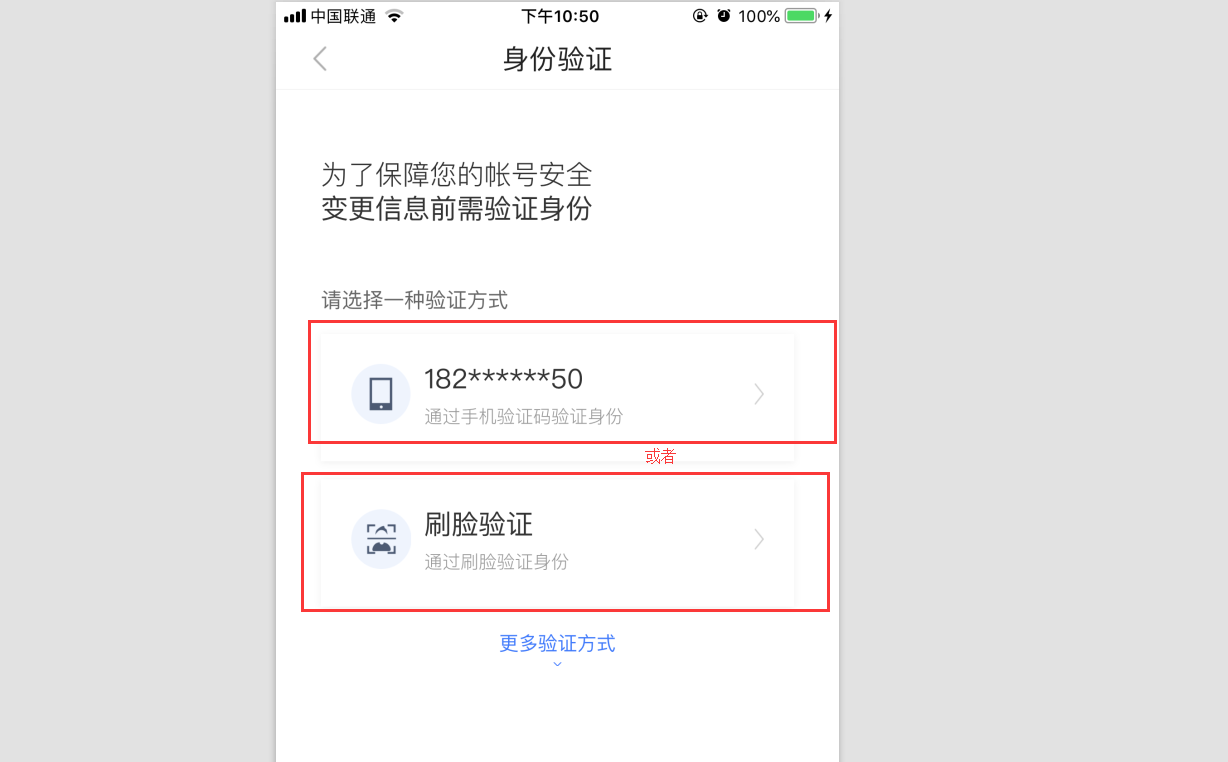 中国联通 下午10:50 100%
身份验证
为了保障您的帐号安全
变更信息前需验证身份
请选择一种验证方式
182******50
通过手机验证码验证身份
或者
刷脸验证
通过刷脸验证身份
更多验证方式